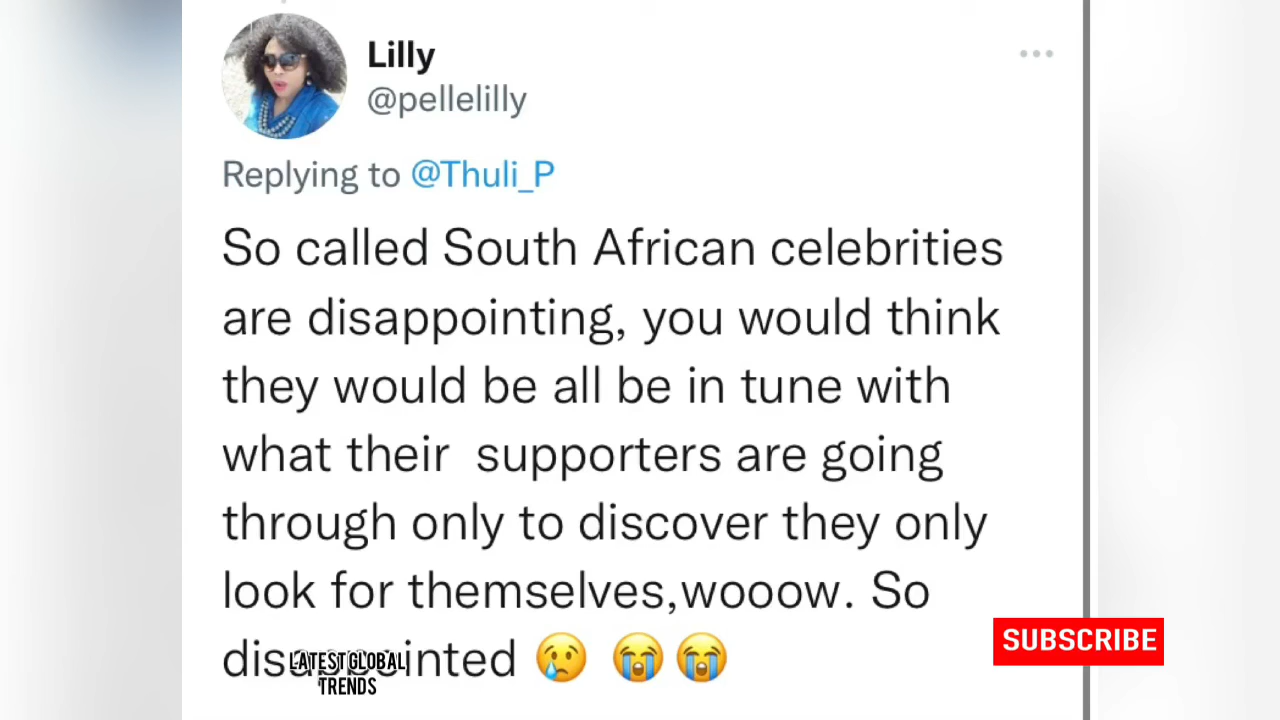 Lilly
@pellelilly
Replying to @Thuli_P
So called South African celebrities
are disappointing, you would think
they would be all be in tune with
what their  supporters are going
through only to discover they only
look for themselves,wooow. So
disappointed 😢 😭😭
SUBSCRIBE
LATEST GLOBAL
TRENDS